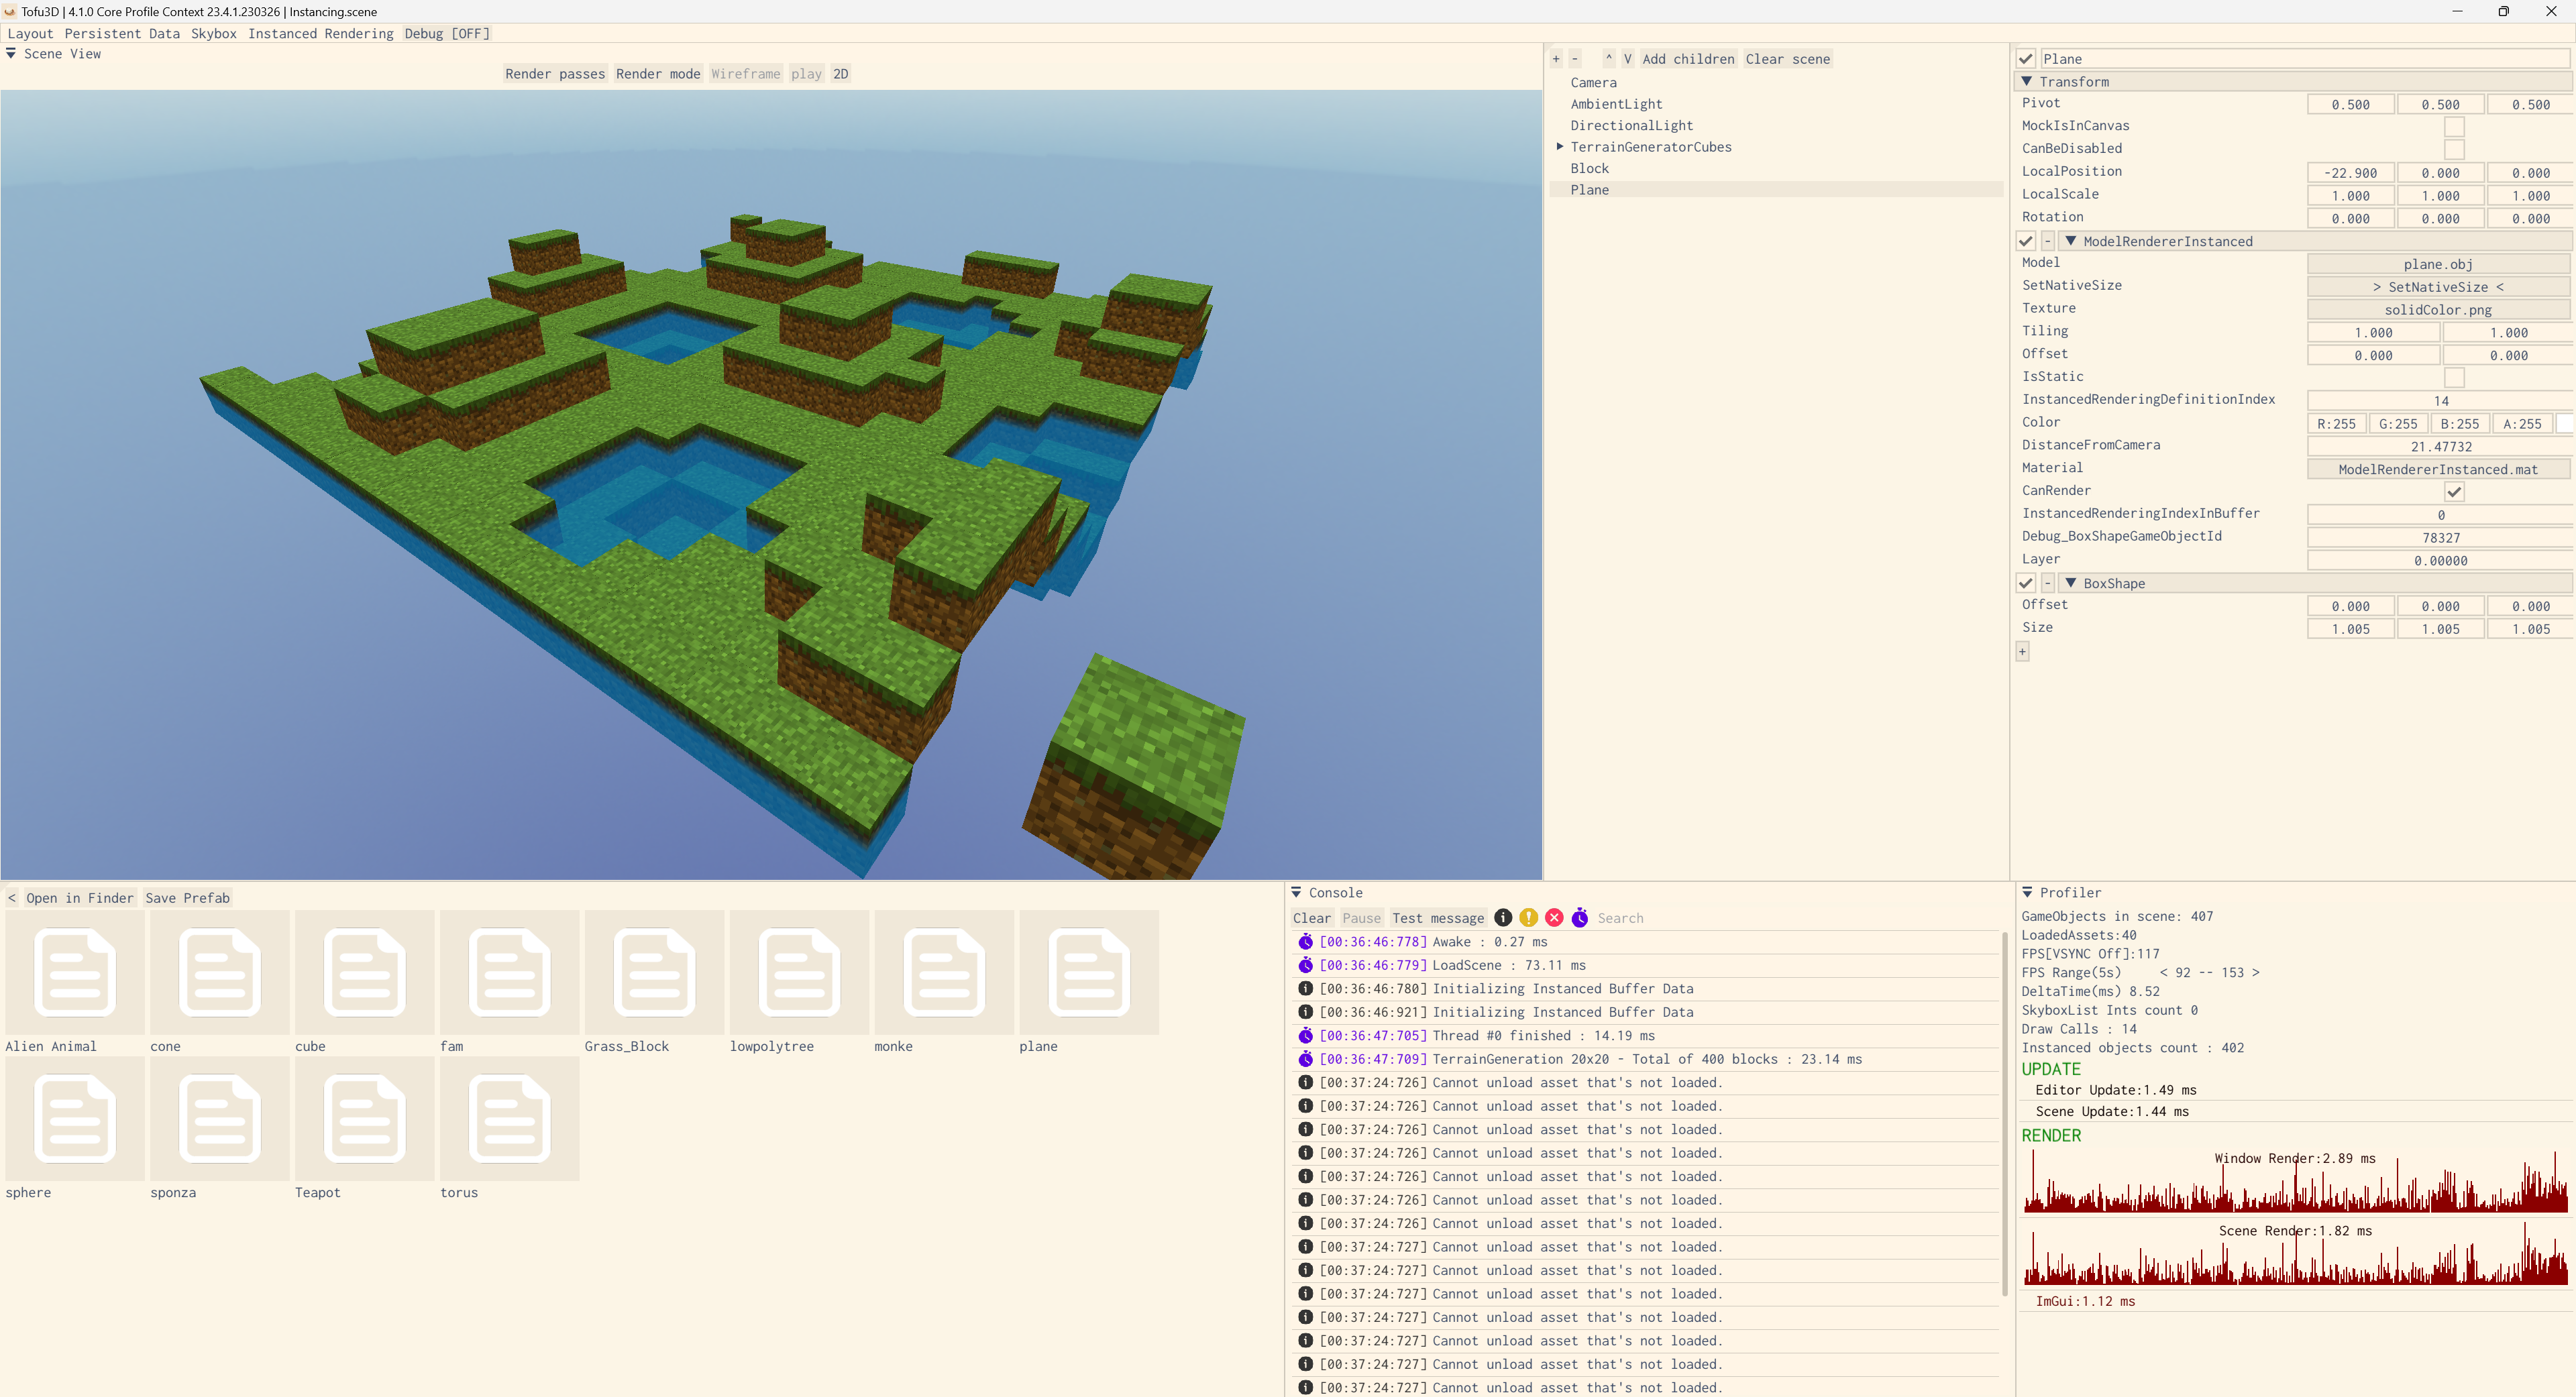 Tofu3D | 4.1.0 Core Profile Context 23.4.1.230326 | Instancing.scene
Layout Persistent Data Skybox Instanced Rendering Debug [OFF]
Scene View
Render passes Render mode Wireframe play 2D
+ - ^ V Add children Clear scene
Camera
AmbientLight
DirectionalLight
TerrainGeneratorCubes
Block
Plane
Plane
Transform
Pivot 0.500 0.500 0.500
MockIsInCanvas
CanBeDisabled
LocalPosition -22.900 0.000 0.000
LocalScale 1.000 1.000 1.000
Rotation 0.000 0.000 0.000
- ModelRendererInstanced
Model plane.obj
SetNativeSize > SetNativeSize <
Texture solidColor.png
Tiling 1.000 1.000
Offset 0.000 0.000
IsStatic
InstancedRenderingDefinitionIndex 14
Color R:255 G:255 B:255 A:255
DistanceFromCamera 21.47732
Material ModelRendererInstanced.mat
CanRender
InstancedRenderingIndexInBuffer 0
Debug_BoxShapeGameObjectId 78327
Layer 0.00000
- BoxShape
Offset 0.000 0.000 0.000
Size 1.005 1.005 1.005
+
< Open in Finder Save Prefab
Alien Animal cone cube fam Grass_Block lowpolytree monke plane
sphere sponza Teapot torus
Console
Clear Pause Test message Search
[00:36:46:778] Awake : 0.27 ms
[00:36:46:779] LoadScene : 73.11 ms
[00:36:46:780] Initializing Instanced Buffer Data
[00:36:46:921] Initializing Instanced Buffer Data
[00:36:47:705] Thread #0 finished : 14.19 ms
[00:36:47:709] TerrainGeneration 20x20 - Total of 400 blocks : 23.14 ms
[00:37:24:726] Cannot unload asset that's not loaded.
[00:37:24:726] Cannot unload asset that's not loaded.
[00:37:24:726] Cannot unload asset that's not loaded.
[00:37:24:726] Cannot unload asset that's not loaded.
[00:37:24:726] Cannot unload asset that's not loaded.
[00:37:24:726] Cannot unload asset that's not loaded.
[00:37:24:726] Cannot unload asset that's not loaded.
[00:37:24:727] Cannot unload asset that's not loaded.
[00:37:24:727] Cannot unload asset that's not loaded.
[00:37:24:727] Cannot unload asset that's not loaded.
[00:37:24:727] Cannot unload asset that's not loaded.
[00:37:24:727] Cannot unload asset that's not loaded.
[00:37:24:727] Cannot unload asset that's not loaded.
[00:37:24:727] Cannot unload asset that's not loaded.
Profiler
GameObjects in scene: 407
LoadedAssets:40
FPS[VSYNC Off]:117
FPS Range(5s) < 92 -- 153 >
DeltaTime(ms) 8.52
SkyboxList Ints count 0
Draw Calls : 14
Instanced objects count : 402
UPDATE
Editor Update:1.49 ms
Scene Update:1.44 ms
RENDER
Window Render:2.89 ms
Scene Render:1.82 ms
ImGui:1.12 ms